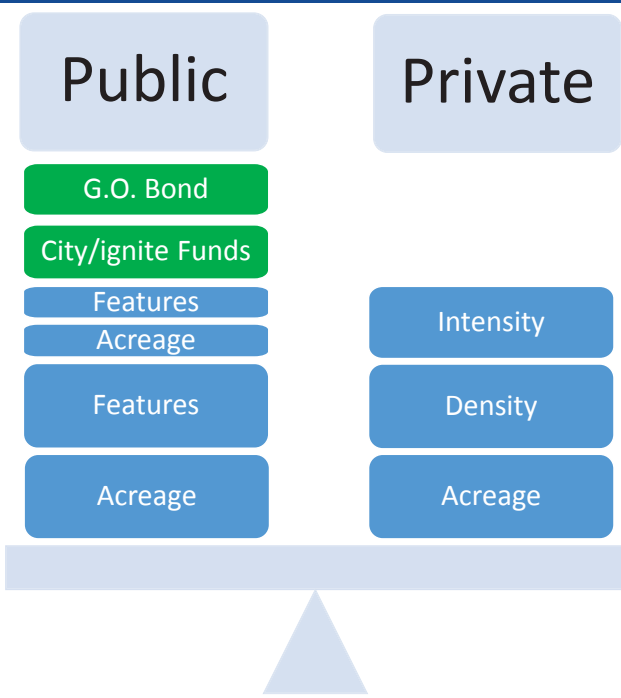 Public
G.O. Bond
City/ignite Funds
Features
Acreage
Features
Acreage
Private
Intensity
Density
Acreage